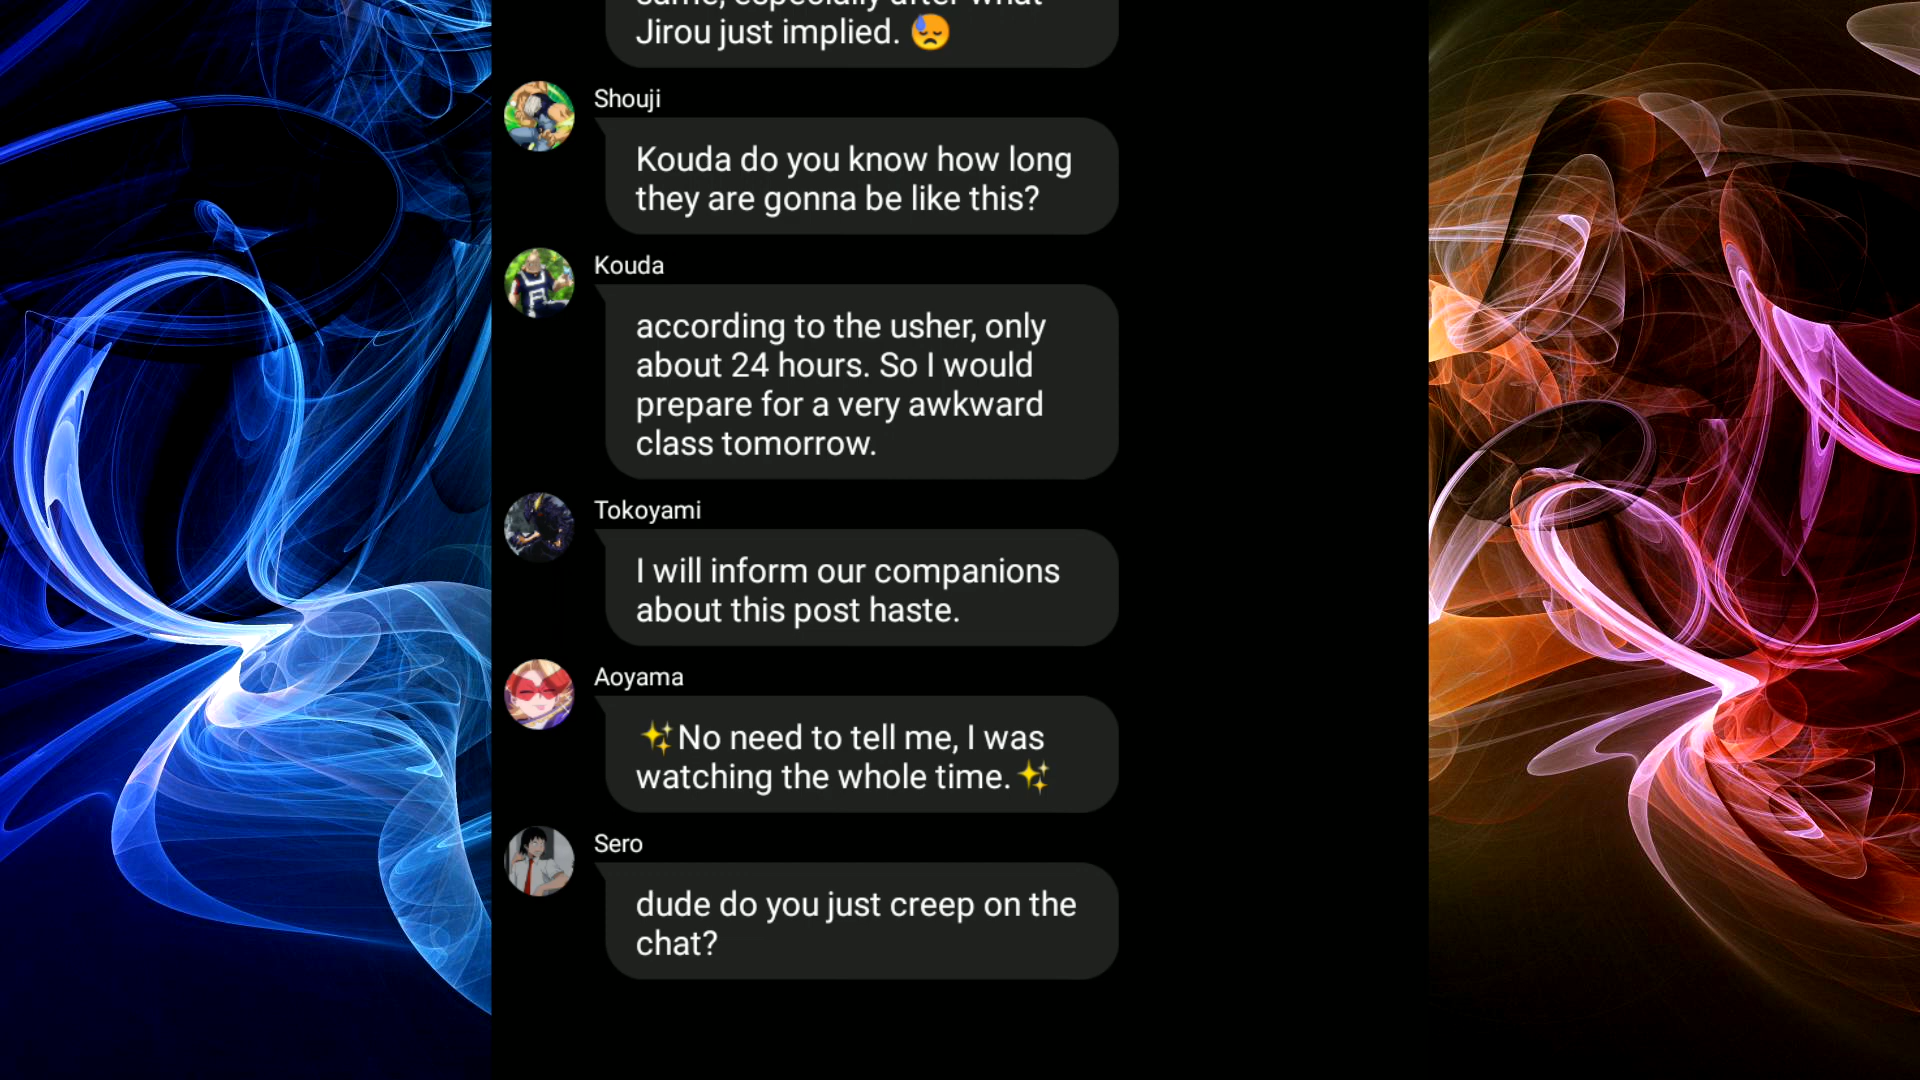 Jirou just implied. 😓
Shouji
Kouda do you know how long
they are gonna be like this?
Kouda
according to the usher, only
about 24 hours. So I would
prepare for a very awkward
class tomorrow.
Tokoyami
I will inform our companions
about this post haste.
Aoyama
✨No need to tell me, I was
watching the whole time.✨
Sero
dude do you just creep on the
chat?